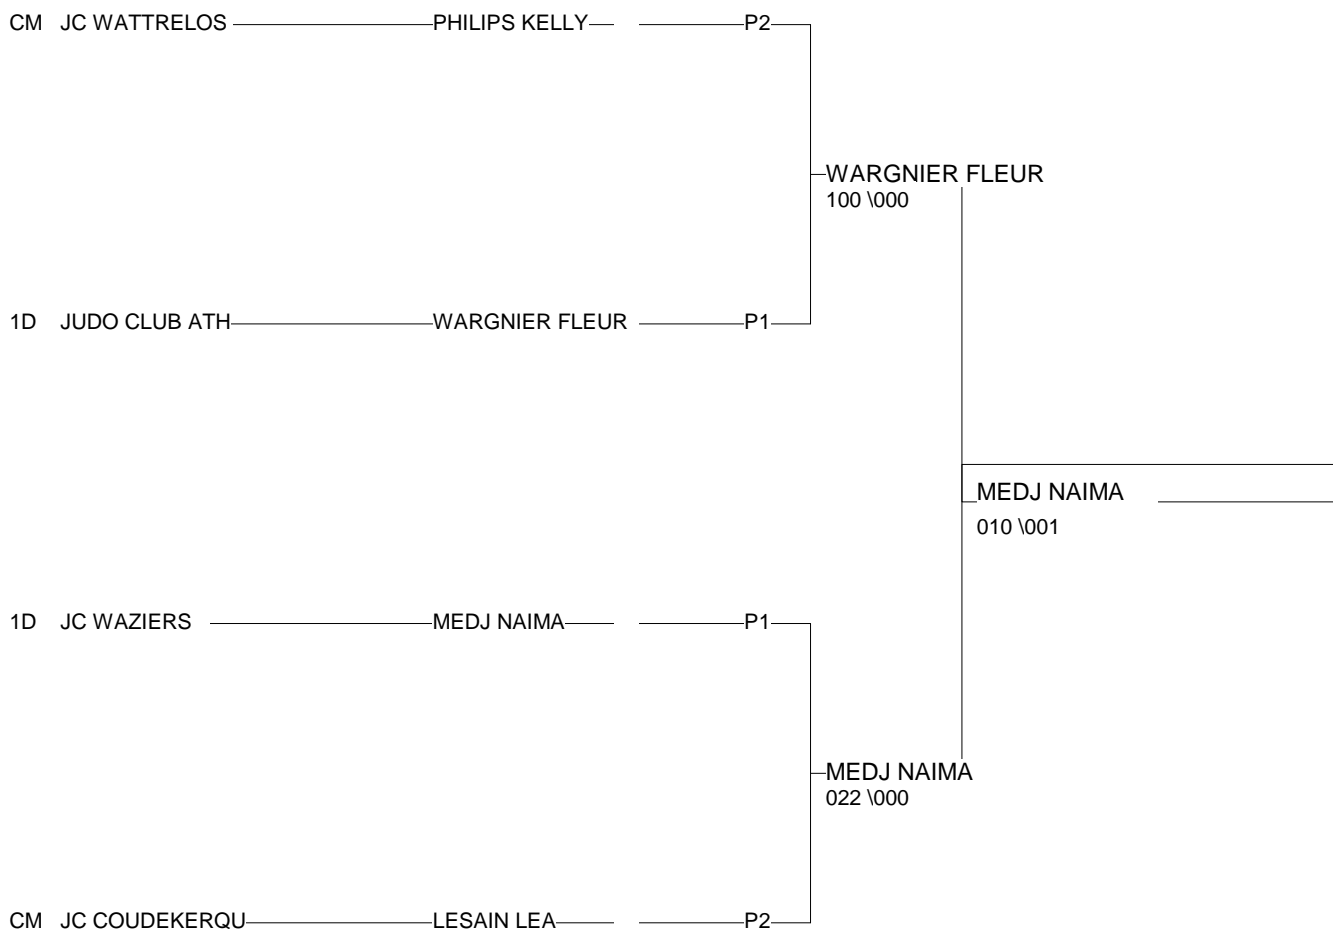 CM JC WATTRELOS PHILIPS KELLY P2
WARGNIER FLEUR
100 \000
1D JUDO CLUB ATH WARGNIER FLEUR P1
MEDJ NAIMA
010 \001
1D JC WAZIERS MEDJ NAIMA P1
MEDJ NAIMA
022 \000
CM JC COUDEKERQU LESAIN LEA P2